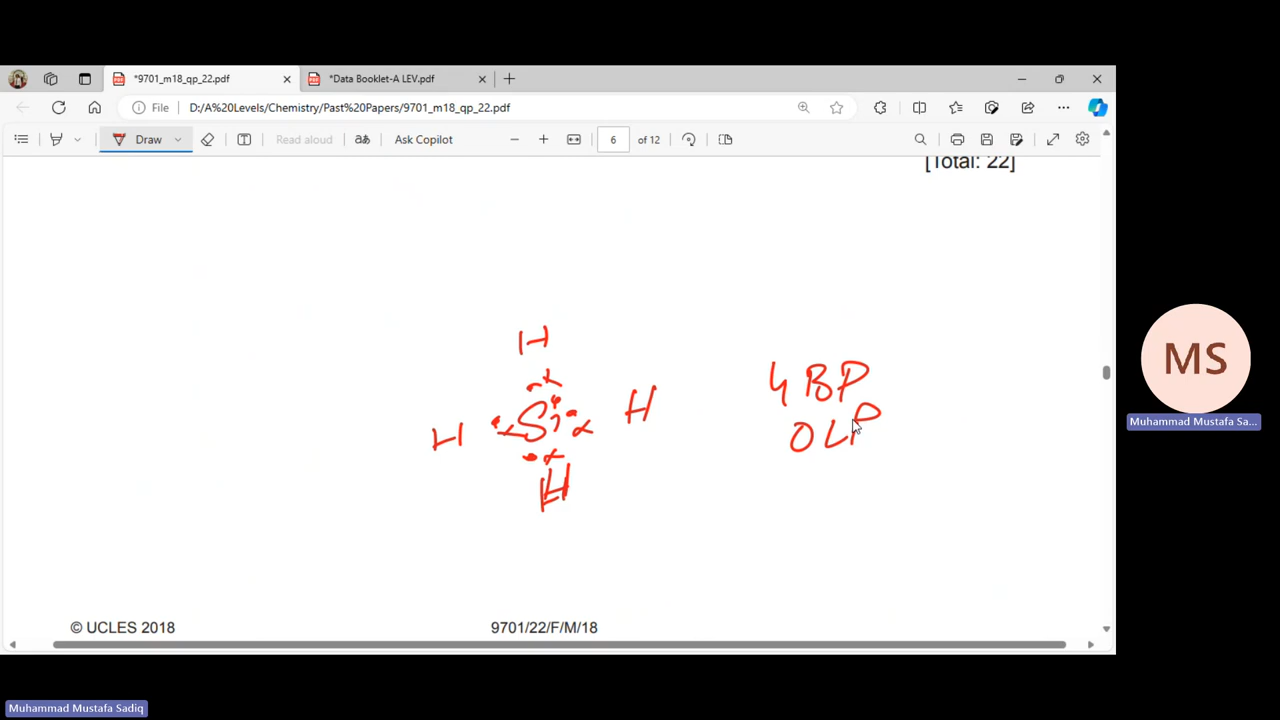 *9701_m18_qp_22.pdf
*Data Booklet-A LEV.pdf
File
D:/A%20Levels/Chemistry/Past%20Papers/9701_m18_qp_22.pdf
Draw
Read aloud
aあ
Ask Copilot
6
of 12
[Total: 22]
H
H
Si
H
H
4 BP
0 LP
MS
Muhammad Mustafa Sa...
© UCLES 2018
9701/22/F/M/18
Muhammad Mustafa Sadiq